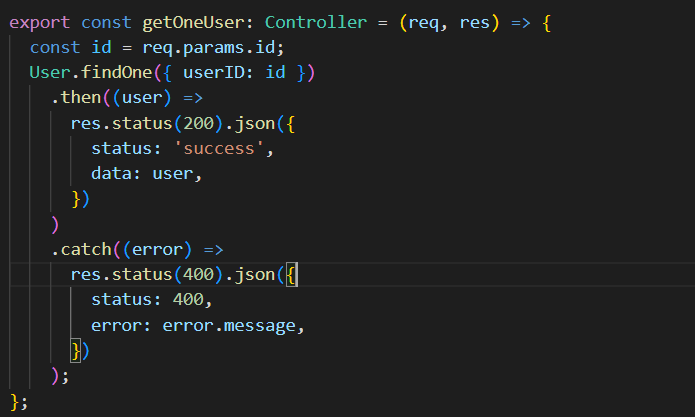 export const getOneUser: Controller = (req, res) => {
  const id = req.params.id;
  User.findOne({ userID: id })
    .then((user) =>
      res.status(200).json({
        status: 'success',
        data: user,
      })
    )
    .catch((error) =>
      res.status(400).json({
        status: 400,
        error: error.message,
      })
    );
};